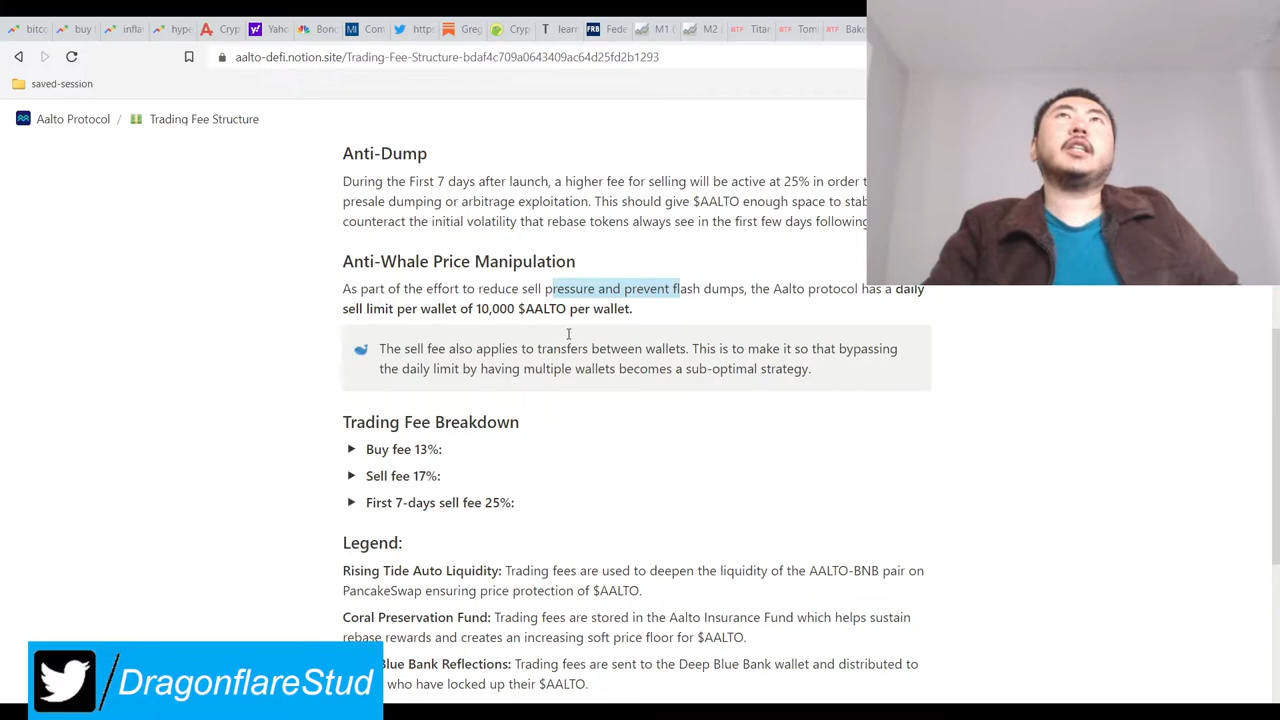 bitco
buy
infla
hype
Cryp
Yaho
Bonc
MI
Com
https
Greg
Cryp
T
learn
FRB
Fede
M1 (
M2 (
BTF
Titar
BTF
Tom
BTF
Bake
aalto-defi.notion.site/Trading-Fee-Structure-bdaf4c709a0643409ac64d25fd2b1293
saved-session
Aalto Protocol / Trading Fee Structure
Anti-Dump
During the First 7 days after launch, a higher fee for selling will be active at 25% in order t
presale dumping or arbitrage exploitation. This should give $AALTO enough space to stab
counteract the initial volatility that rebase tokens always see in the first few days following
Anti-Whale Price Manipulation
As part of the effort to reduce sell pressure and prevent flash dumps, the Aalto protocol has a daily
sell limit per wallet of 10,000 $AALTO per wallet.
The sell fee also applies to transfers between wallets. This is to make it so that bypassing
the daily limit by having multiple wallets becomes a sub-optimal strategy.
Trading Fee Breakdown
Buy fee 13%:
Sell fee 17%:
First 7-days sell fee 25%:
Legend:
Rising Tide Auto Liquidity: Trading fees are used to deepen the liquidity of the AALTO-BNB pair on
PancakeSwap ensuring price protection of $AALTO.
Coral Preservation Fund: Trading fees are stored in the Aalto Insurance Fund which helps sustain
rebase rewards and creates an increasing soft price floor for $AALTO.
Blue Bank Reflections: Trading fees are sent to the Deep Blue Bank wallet and distributed to
who have locked up their $AALTO.
/DragonflareStud